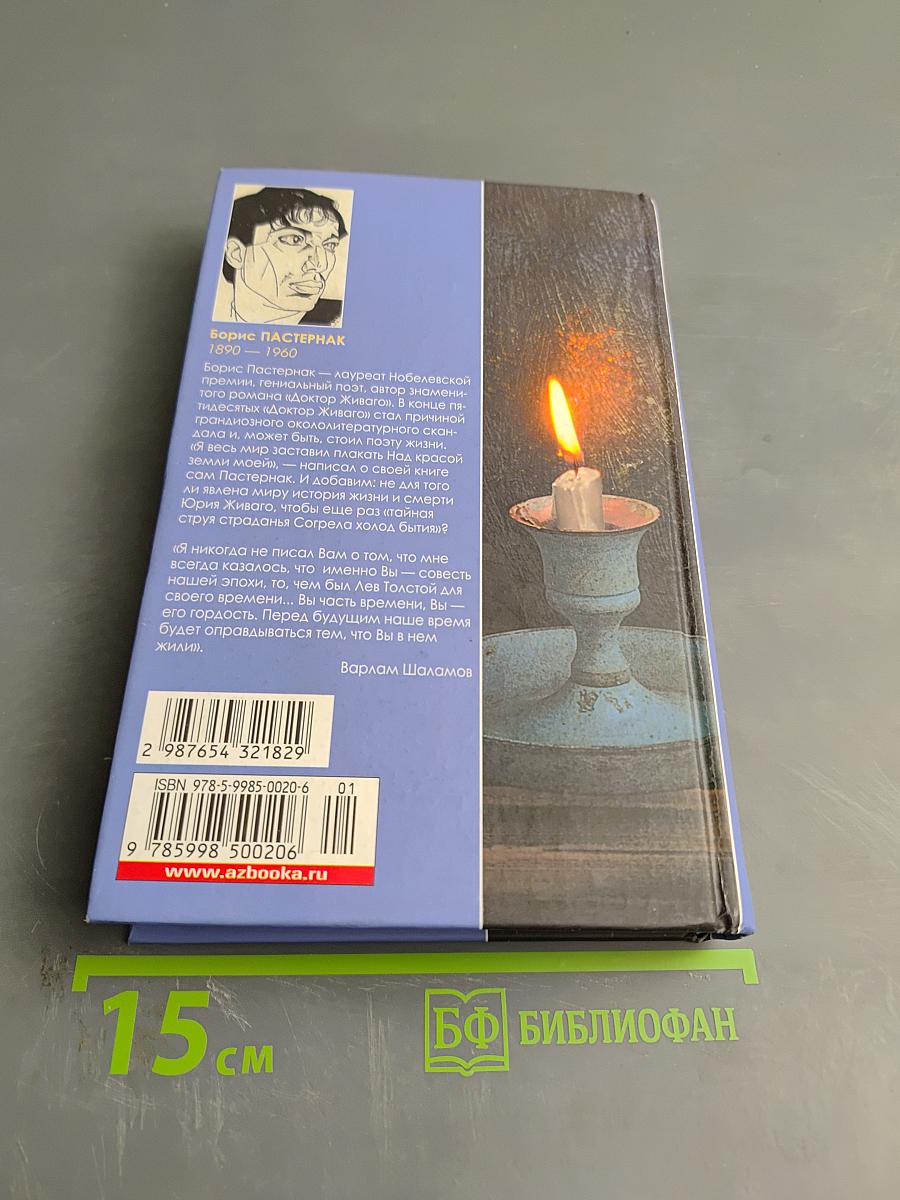 Борис ПАСТЕРНАК
1890 — 1960
Борис Пастернак — лауреат Нобелевской
премии, гениальный поэт, автор знамени-
того романа «Доктор Живаго». В конце пя-
тидесятых «Доктор Живаго» стал причиной
грандиозного окололитературного скан-
дала и, может быть, стоил поэту жизни.
«Я весь мир заставил плакать Над красой
земли моей», — написал о своей книге
сам Пастернак. И добавим: не для того
ли явлена миру история жизни и смерти
Юрия Живаго, чтобы еще раз «тайная
струя страданья Согрела холод бытия»?
«Я никогда не писал Вам о том, что мне
всегда казалось, что именно Вы — совесть
нашей эпохи, то, чем был Лев Толстой для
своего времени... Вы часть времени, Вы —
его гордость. Перед будущим наше время
будет оправдываться тем, что Вы в нем
жили».
Варлам Шаламов
2 987654 321829
ISBN 978-5-9985-0020-6 01
9 785998 500206
www.azbooka.ru
15 см
БФ БИБЛИОФАН